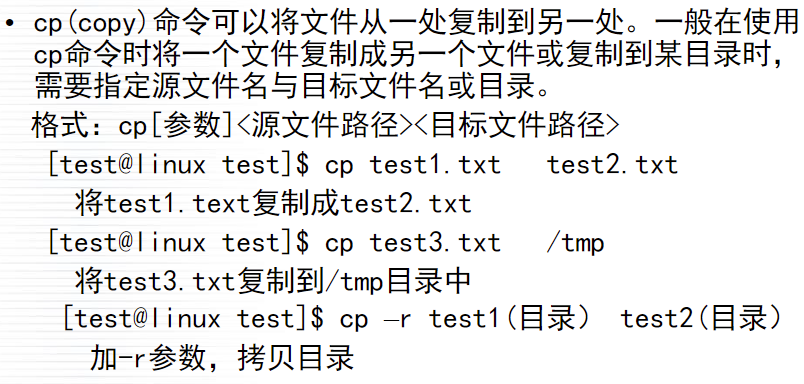 • cp(copy)命令可以将文件从一处复制到另一处。一般在使用
cp命令时将一个文件复制成另一个文件或复制到某目录时，
需要指定源文件名与目标文件名或目录。
格式：cp[参数]<源文件路径><目标文件路径>
[test@linux test]$ cp test1.txt   test2.txt
将test1.text复制成test2.txt
[test@linux test]$ cp test3.txt   /tmp
将test3.txt复制到/tmp目录中
[test@linux test]$ cp –r test1(目录)  test2(目录)
加-r参数，拷贝目录